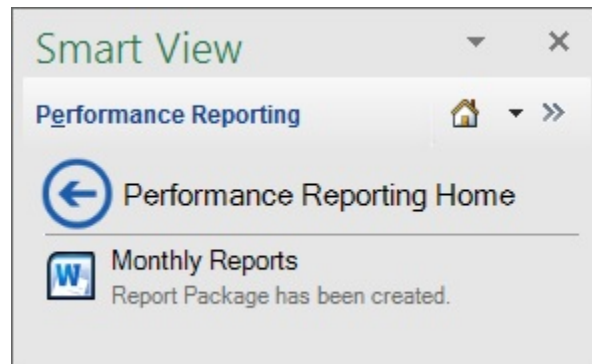 Smart View
Performance Reporting
Performance Reporting Home
Monthly Reports
Report Package has been created.